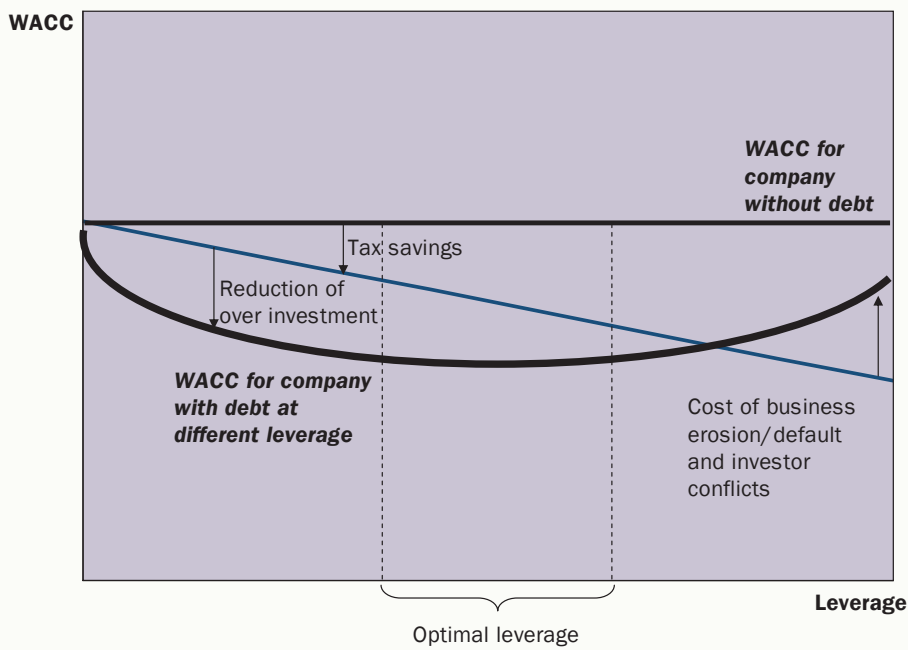 WACC
WACC for
company
without debt
Tax savings
Reduction of
over investment
WACC for company
with debt at
different leverage
Cost of business
erosion/default
and investor
conflicts
Leverage
Optimal leverage